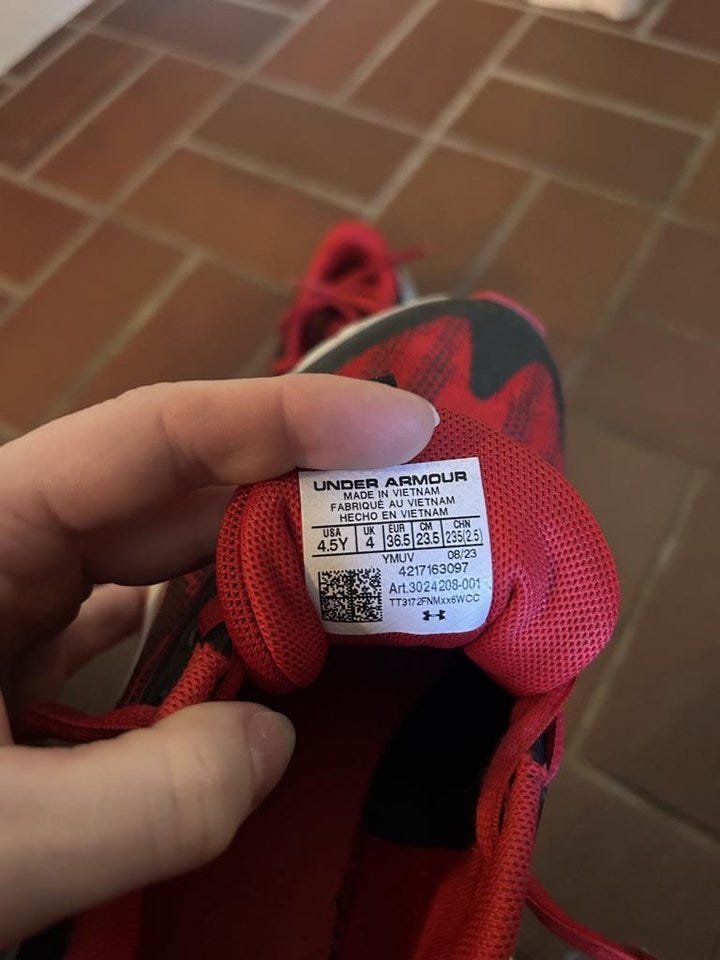 UNDER ARMOUR
MADE IN VIETNAM
FABRIQUÉ AU VIETNAM
HECHO EN VIETNAM
USA UK EUR CM CHN
4.5Y 4 36.5 23.5 235(2.5)
YMUV 08/23
4217163097
Art.3024208-001
TT3172FNMxx6WCC